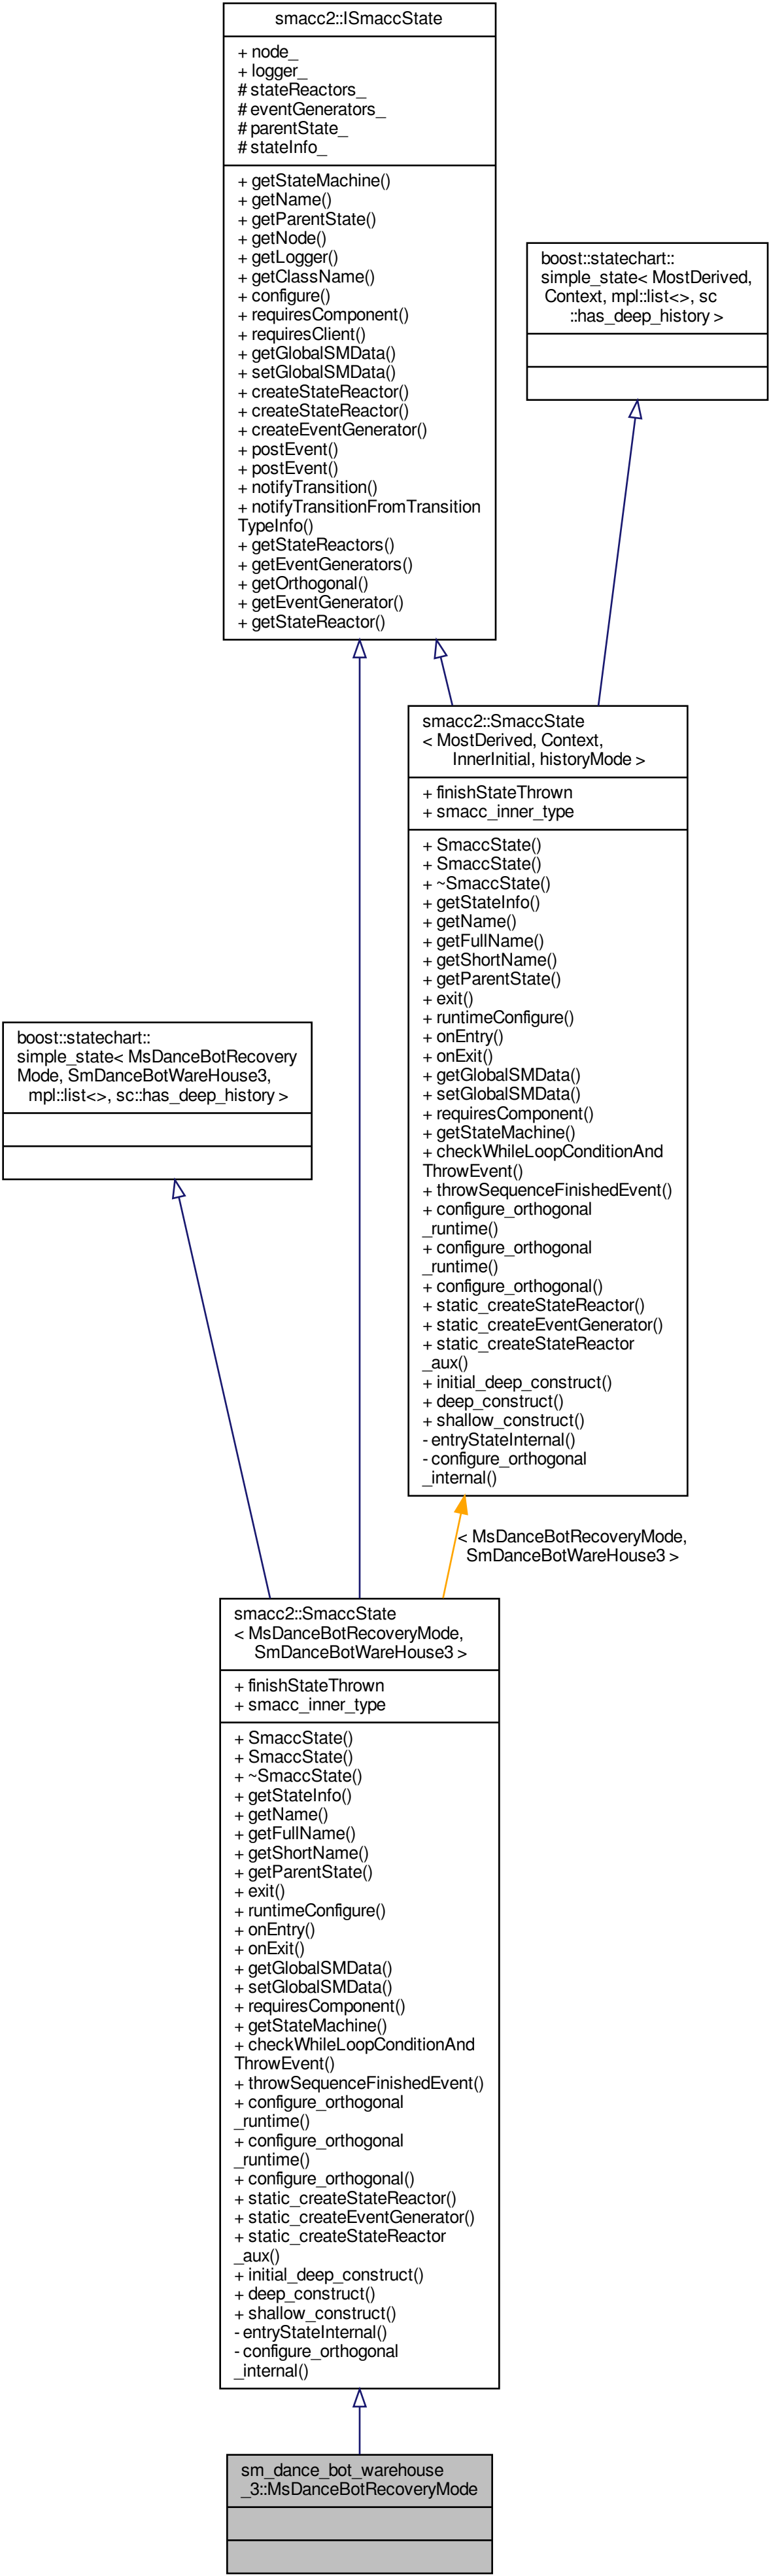 smacc2::ISmaccState
+ node_
+ logger_
# stateReactors_
# eventGenerators_
# parentState_
# stateInfo_
+ getStateMachine()
+ getName()
+ getParentState()
+ getNode()
+ getLogger()
+ getClassName()
+ configure()
+ requiresComponent()
+ requiresClient()
+ getGlobalSMData()
+ setGlobalSMData()
+ createStateReactor()
+ createStateReactor()
+ createEventGenerator()
+ postEvent()
+ postEvent()
+ notifyTransition()
+ notifyTransitionFromTransition
TypeInfo()
+ getStateReactors()
+ getEventGenerators()
+ getOrthogonal()
+ getEventGenerator()
+ getStateReactor()
boost::statechart::
simple_state< MostDerived,
Context, mpl::list<>, sc
::has_deep_history >
smacc2::SmaccState
< MostDerived, Context,
InnerInitial, historyMode >
+ finishStateThrown
+ smacc_inner_type
+ SmaccState()
+ SmaccState()
+ ~SmaccState()
+ getStateInfo()
+ getName()
+ getFullName()
+ getShortName()
+ getParentState()
+ exit()
+ runtimeConfigure()
+ onEntry()
+ onExit()
+ getGlobalSMData()
+ setGlobalSMData()
+ requiresComponent()
+ getStateMachine()
+ checkWhileLoopConditionAnd
ThrowEvent()
+ throwSequenceFinishedEvent()
+ configure_orthogonal
_runtime()
+ configure_orthogonal
_runtime()
+ configure_orthogonal()
+ static_createStateReactor()
+ static_createEventGenerator()
+ static_createStateReactor
_aux()
+ initial_deep_construct()
+ deep_construct()
+ shallow_construct()
- entryStateInternal()
- configure_orthogonal
_internal()
boost::statechart::
simple_state< MsDanceBotRecovery
Mode, SmDanceBotWareHouse3,
mpl::list<>, sc::has_deep_history >
< MsDanceBotRecoveryMode,
SmDanceBotWareHouse3 >
smacc2::SmaccState
< MsDanceBotRecoveryMode,
SmDanceBotWareHouse3 >
+ finishStateThrown
+ smacc_inner_type
+ SmaccState()
+ SmaccState()
+ ~SmaccState()
+ getStateInfo()
+ getName()
+ getFullName()
+ getShortName()
+ getParentState()
+ exit()
+ runtimeConfigure()
+ onEntry()
+ onExit()
+ getGlobalSMData()
+ setGlobalSMData()
+ requiresComponent()
+ getStateMachine()
+ checkWhileLoopConditionAnd
ThrowEvent()
+ throwSequenceFinishedEvent()
+ configure_orthogonal
_runtime()
+ configure_orthogonal
_runtime()
+ configure_orthogonal()
+ static_createStateReactor()
+ static_createEventGenerator()
+ static_createStateReactor
_aux()
+ initial_deep_construct()
+ deep_construct()
+ shallow_construct()
- entryStateInternal()
- configure_orthogonal
_internal()
sm_dance_bot_warehouse
_3::MsDanceBotRecoveryMode